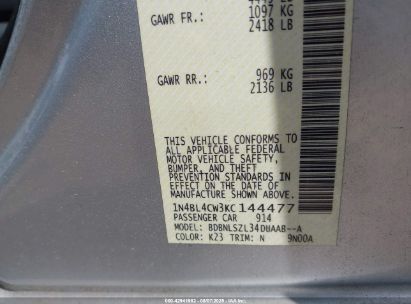 GAWR FR.: 1097 KG
2418 LB
GAWR RR.: 969 KG
2136 LB
THIS VEHICLE CONFORMS TO
ALL APPLICABLE FEDERAL
MOTOR VEHICLE SAFETY,
BUMPER, AND THEFT
PREVENTION STANDARDS IN
EFFECT ON THE DATE OF
MANUFACTURE SHOWN ABOVE.
1N4BL4CW3KC144477
PASSENGER CAR 914
MODEL: BDBNLSZL34DUAAB--A
COLOR: K23 TRIM: N 9N00A